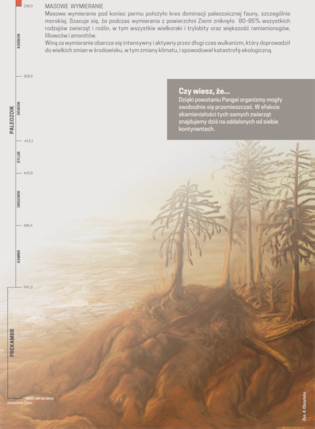 MASOWE WYMIERANIE
Masowe wymieranie pod koniec permu położyło kres dominacji paleozoicznej fauny, szczególnie
morskiej. Szacuje się, że podczas wymierania z powierzchni Ziemi zniknęło 80-95% wszystkich
rodzajów zwierząt i roślin, w tym wszystkie wielkoraki i trylobity oraz większość ramienionogów,
liliowców i amonitów.
Winą za wymieranie obarcza się intensywny i aktywny przez długi czas wulkanizm, który doprowadził
do wielkich zmian w środowisku, w tym zmiany klimatu, i spowodował katastrofę ekologiczną.
Czy wiesz, że...
Dzięki powstaniu Pangei organizmy mogły
swobodnie się przemieszczać. W efekcie
skamieniałości tych samych zwierząt
znajdujemy dziś na oddalonych od siebie
kontynentach.
KARBON
DEWON
SYLUR
ORDOWIK
KAMBR
PALEOZOIK
PREKAMBR